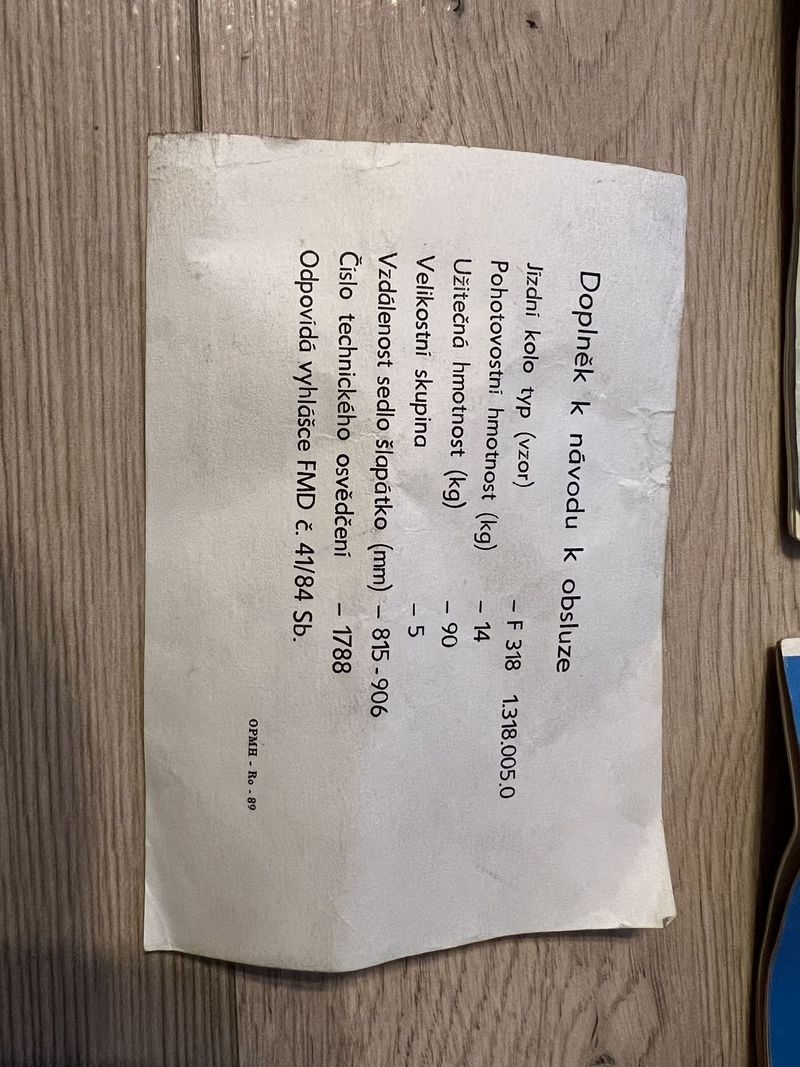 Doplněk k návodu k obsluze
Jízdní kolo typ (vzor) – F 318 1.318.005.0
Pohotovostní hmotnost (kg) – 14
Užitečná hmotnost (kg) – 90
Velikostní skupina – 5
Vzdálenost sedlo šlapátko (mm) – 815-906
Číslo technického osvědčení – 1788
Odpovídá vyhlášce FMD č. 41/84 Sb.
OPMH - Ro - 89